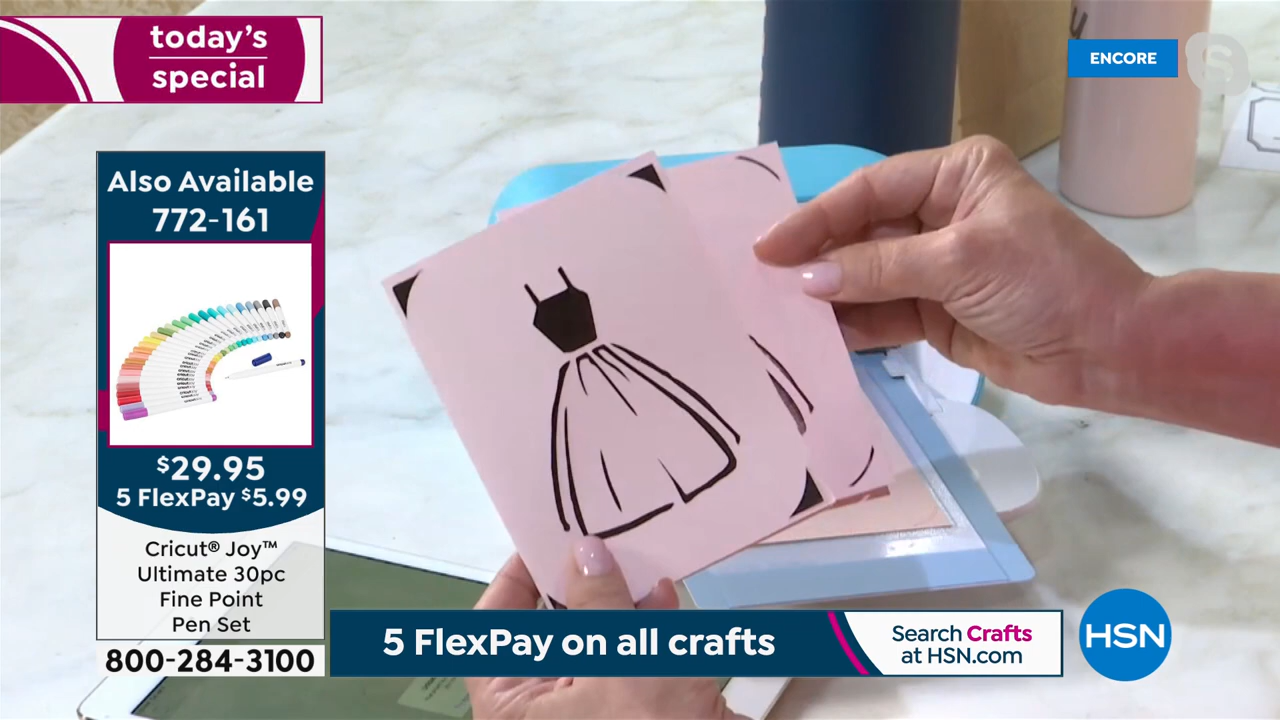 today's
special
ENCORE
Also Available
772-161
$29.95
5 FlexPay $5.99
Cricut® Joy™
Ultimate 30pc
Fine Point
Pen Set
800-284-3100
5 FlexPay on all crafts
Search Crafts
at HSN.com
HSN